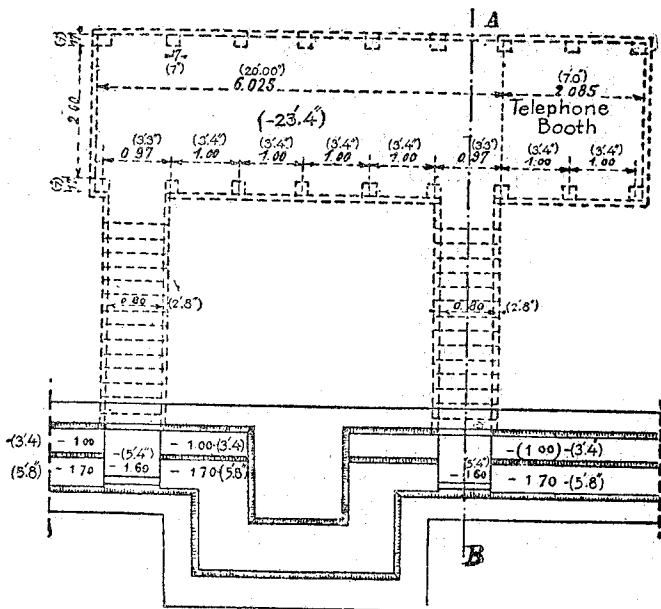 A
17
(7")
(20'.00")
6.025
(7'.0")
2.085
Telephone
Booth
2.00
(-23'.4")
(3'.3") (3'.4") (3'.4") (3'.4") (3'.4") (3'.3") (3'.4") (3'.4")
0.97 1.00 1.00 1.00 1.00 0.97 1.00 1.00
0.80 (2'.8") 0.80 (2'.8")
-(3'.4) - 1.00 - 1.00-(3'.4) -(1.00)-(3'.4")
-(5'.4") (5'.4")
- 1.60 - 1.60
(5'.8") - 1.70 - 1.70-(5'.8") - 1.70 -(5'.8")
B